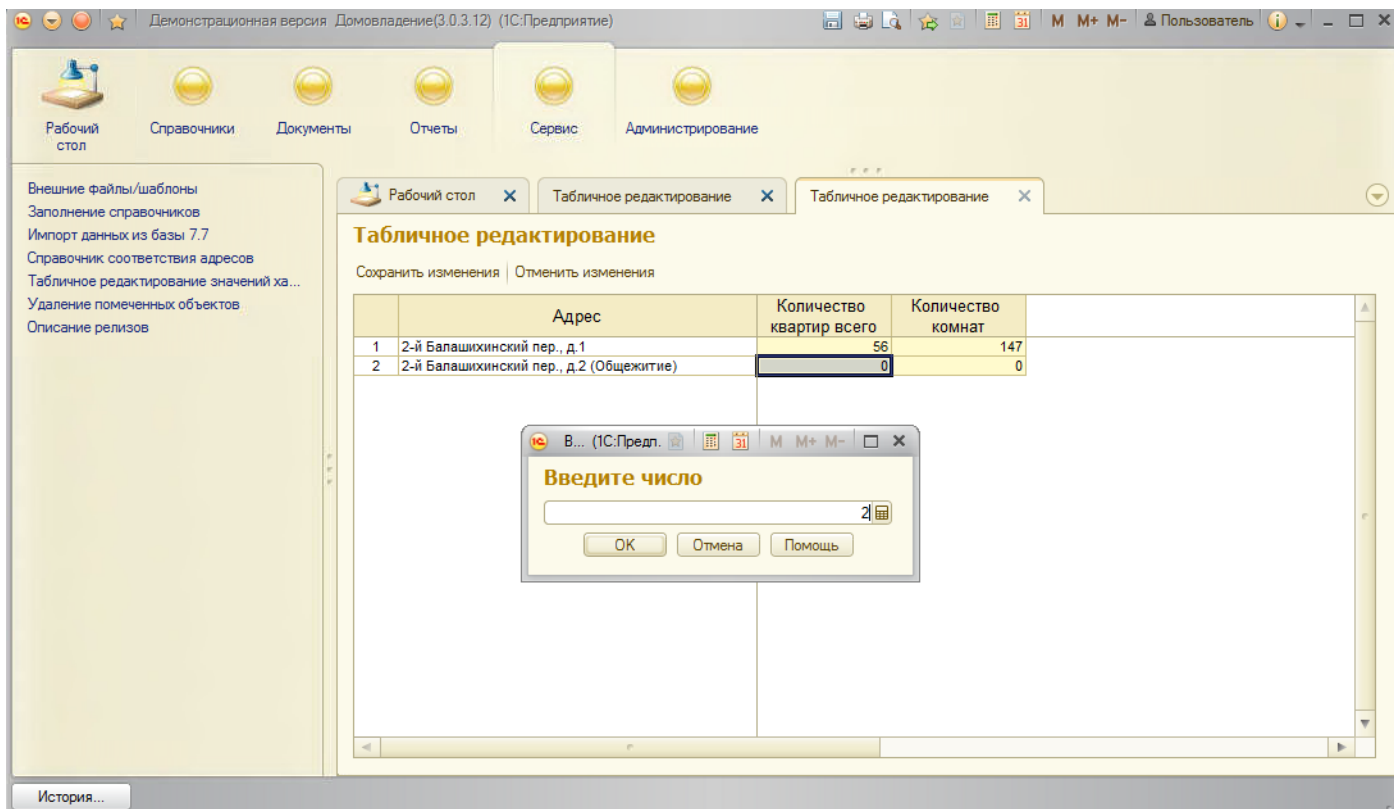 Демонстрационная версия Домовладение(3.0.3.12) (1С:Предприятие) 31 M M+ M- Пользователь
Рабочий стол
Справочники
Документы
Отчеты
Сервис
Администрирование
Внешние файлы/шаблоны
Заполнение справочников
Импорт данных из базы 7.7
Справочник соответствия адресов
Табличное редактирование значений ха...
Удаление помеченных объектов
Описание релизов
Рабочий стол Табличное редактирование Табличное редактирование
Табличное редактирование
Сохранить изменения Отменить изменения
Адрес Количество квартир всего Количество комнат
1 2-й Балашихинский пер., д.1 56 147
2 2-й Балашихинский пер., д.2 (Общежитие) 0 0
В... (1С:Предп. 31 M M+ M-
Введите число
2
OK Отмена Помощь
История...